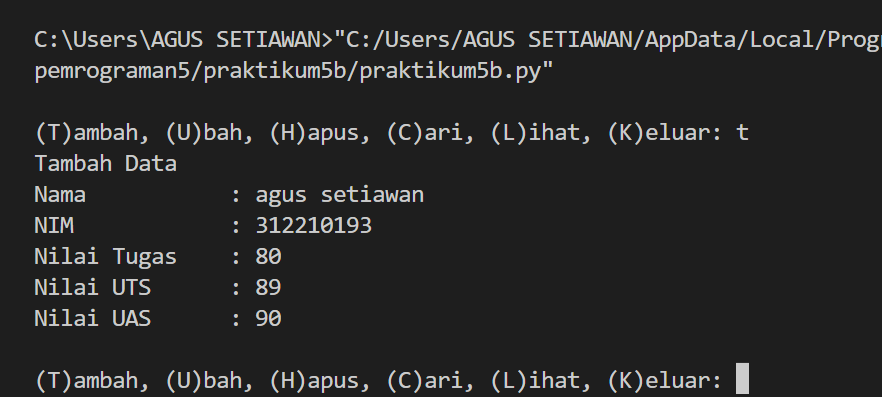 C:\Users\AGUS SETIAWAN>"C:/Users/AGUS SETIAWAN/AppData/Local/Progr
pemrograman5/praktikum5b/praktikum5b.py"
(T)ambah, (U)bah, (H)apus, (C)ari, (L)ihat, (K)eluar: t
Tambah Data
Nama : agus setiawan
NIM : 312210193
Nilai Tugas : 80
Nilai UTS : 89
Nilai UAS : 90
(T)ambah, (U)bah, (H)apus, (C)ari, (L)ihat, (K)eluar: